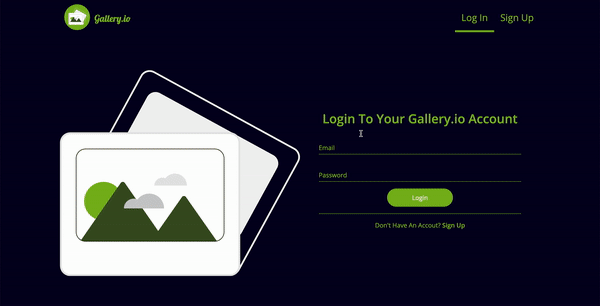 Gallery.io
Log In
Sign Up
Login To Your Gallery.io Account
Email
Password
Login
Don't Have An Accout? Sign Up